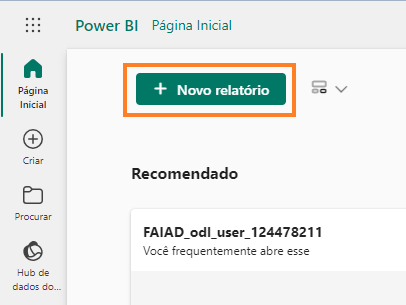 Power BI Página Inicial
Página
Inicial
Novo relatório
Criar
Recomendado
Procurar
FAIAD_odl_user_124478211
Você frequentemente abre esse
Hub de
dados do...